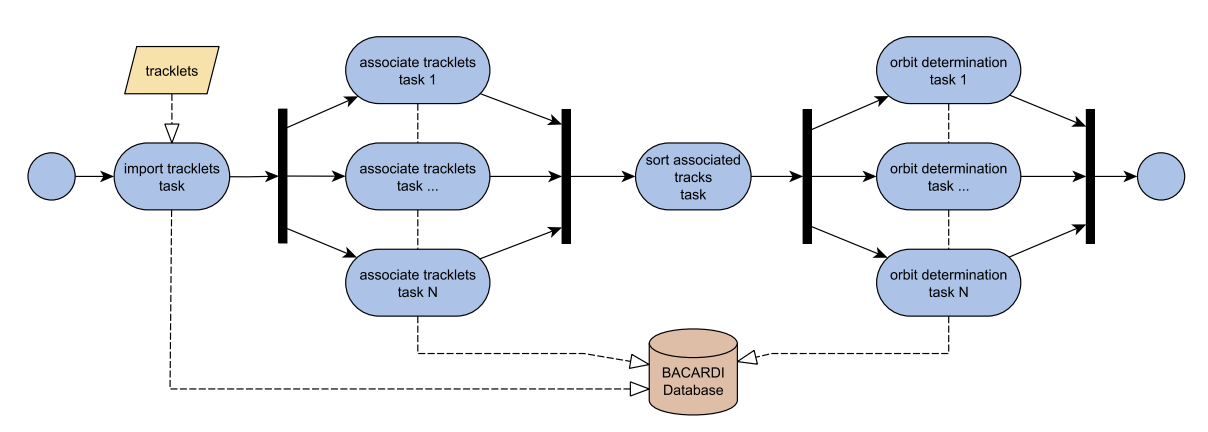 tracklets
import tracklets
task
associate tracklets
task 1
associate tracklets
task ...
associate tracklets
task N
sort associated
tracks
task
orbit determination
task 1
orbit determination
task ...
orbit determination
task N
BACARDI
Database